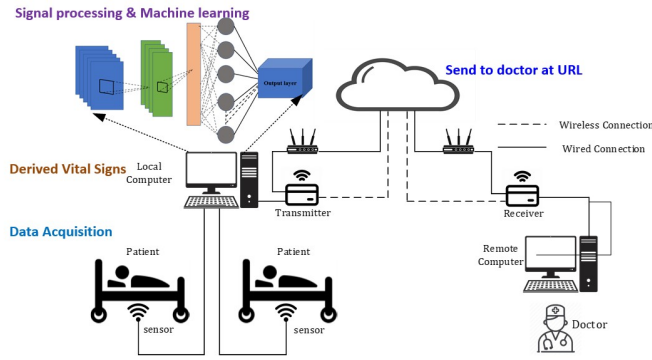 Signal processing & Machine learning
Output layer
Send to doctor at URL
Wireless Connection
Wired Connection
Derived Vital Signs
Local
Computer
Transmitter
Receiver
Data Acquisition
Patient
Patient
Remote
Computer
sensor
sensor
Doctor